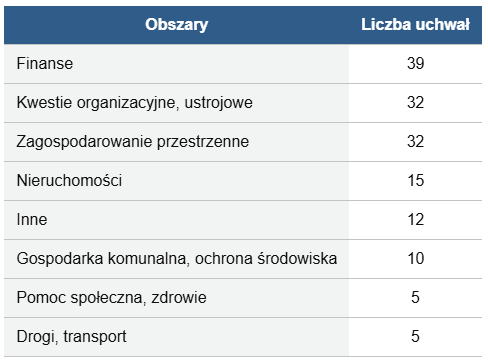 Obszary Liczba uchwał
Finanse 39
Kwestie organizacyjne, ustrojowe 32
Zagospodarowanie przestrzenne 32
Nieruchomości 15
Inne 12
Gospodarka komunalna, ochrona środowiska 10
Pomoc społeczna, zdrowie 5
Drogi, transport 5